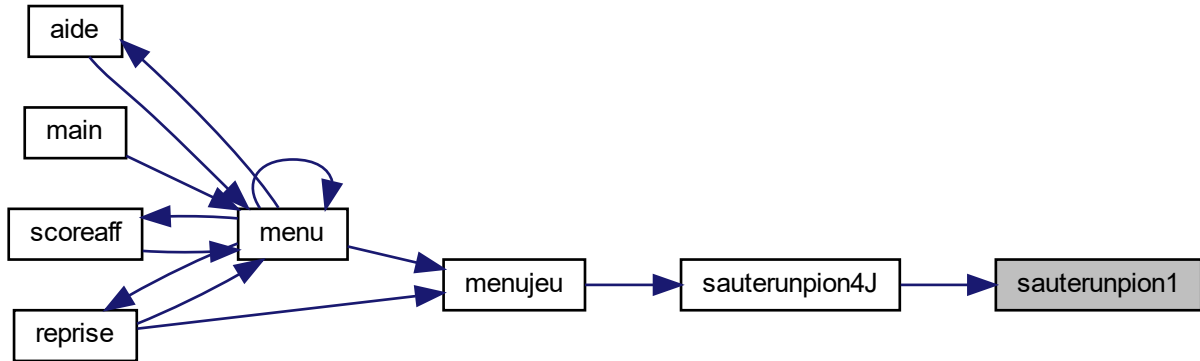 aide
main
scoreaff
menu
reprise
menujeu
sauterunpion4J
sauterunpion1